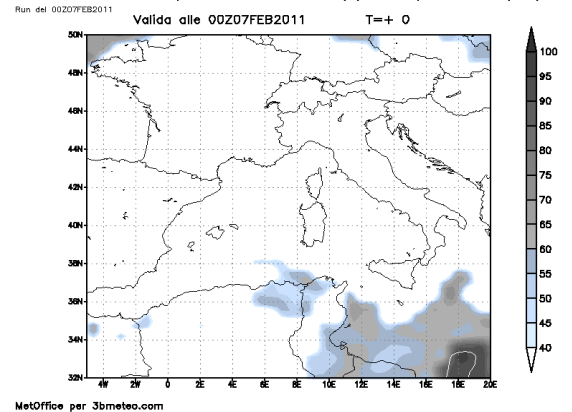 Run del 00Z07FEB2011
Valida alle 00Z07FEB2011 T=+ 0
50N
48N
46N
44N
42N
40N
38N
36N
34N
32N
4W 2W 0 2E 4E 6E 8E 10E 12E 14E 16E 18E 20E
100
95
90
85
80
75
70
65
60
55
50
45
40
MetOffice per 3bmeteo.com